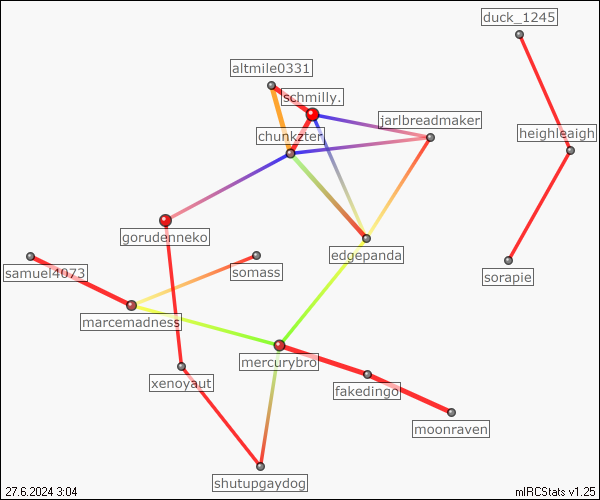 duck_1245
altmile0331
schmilly.
jarlbreadmaker
chunkzter
heighleaigh
gorudenneko
edgepanda
samuel4073
somass
sorapie
marcemadness
mercurybro
xenoyaut
fakedingo
moonraven
shutupgaydog
27.6.2024 3:04
mIRCStats v1.25